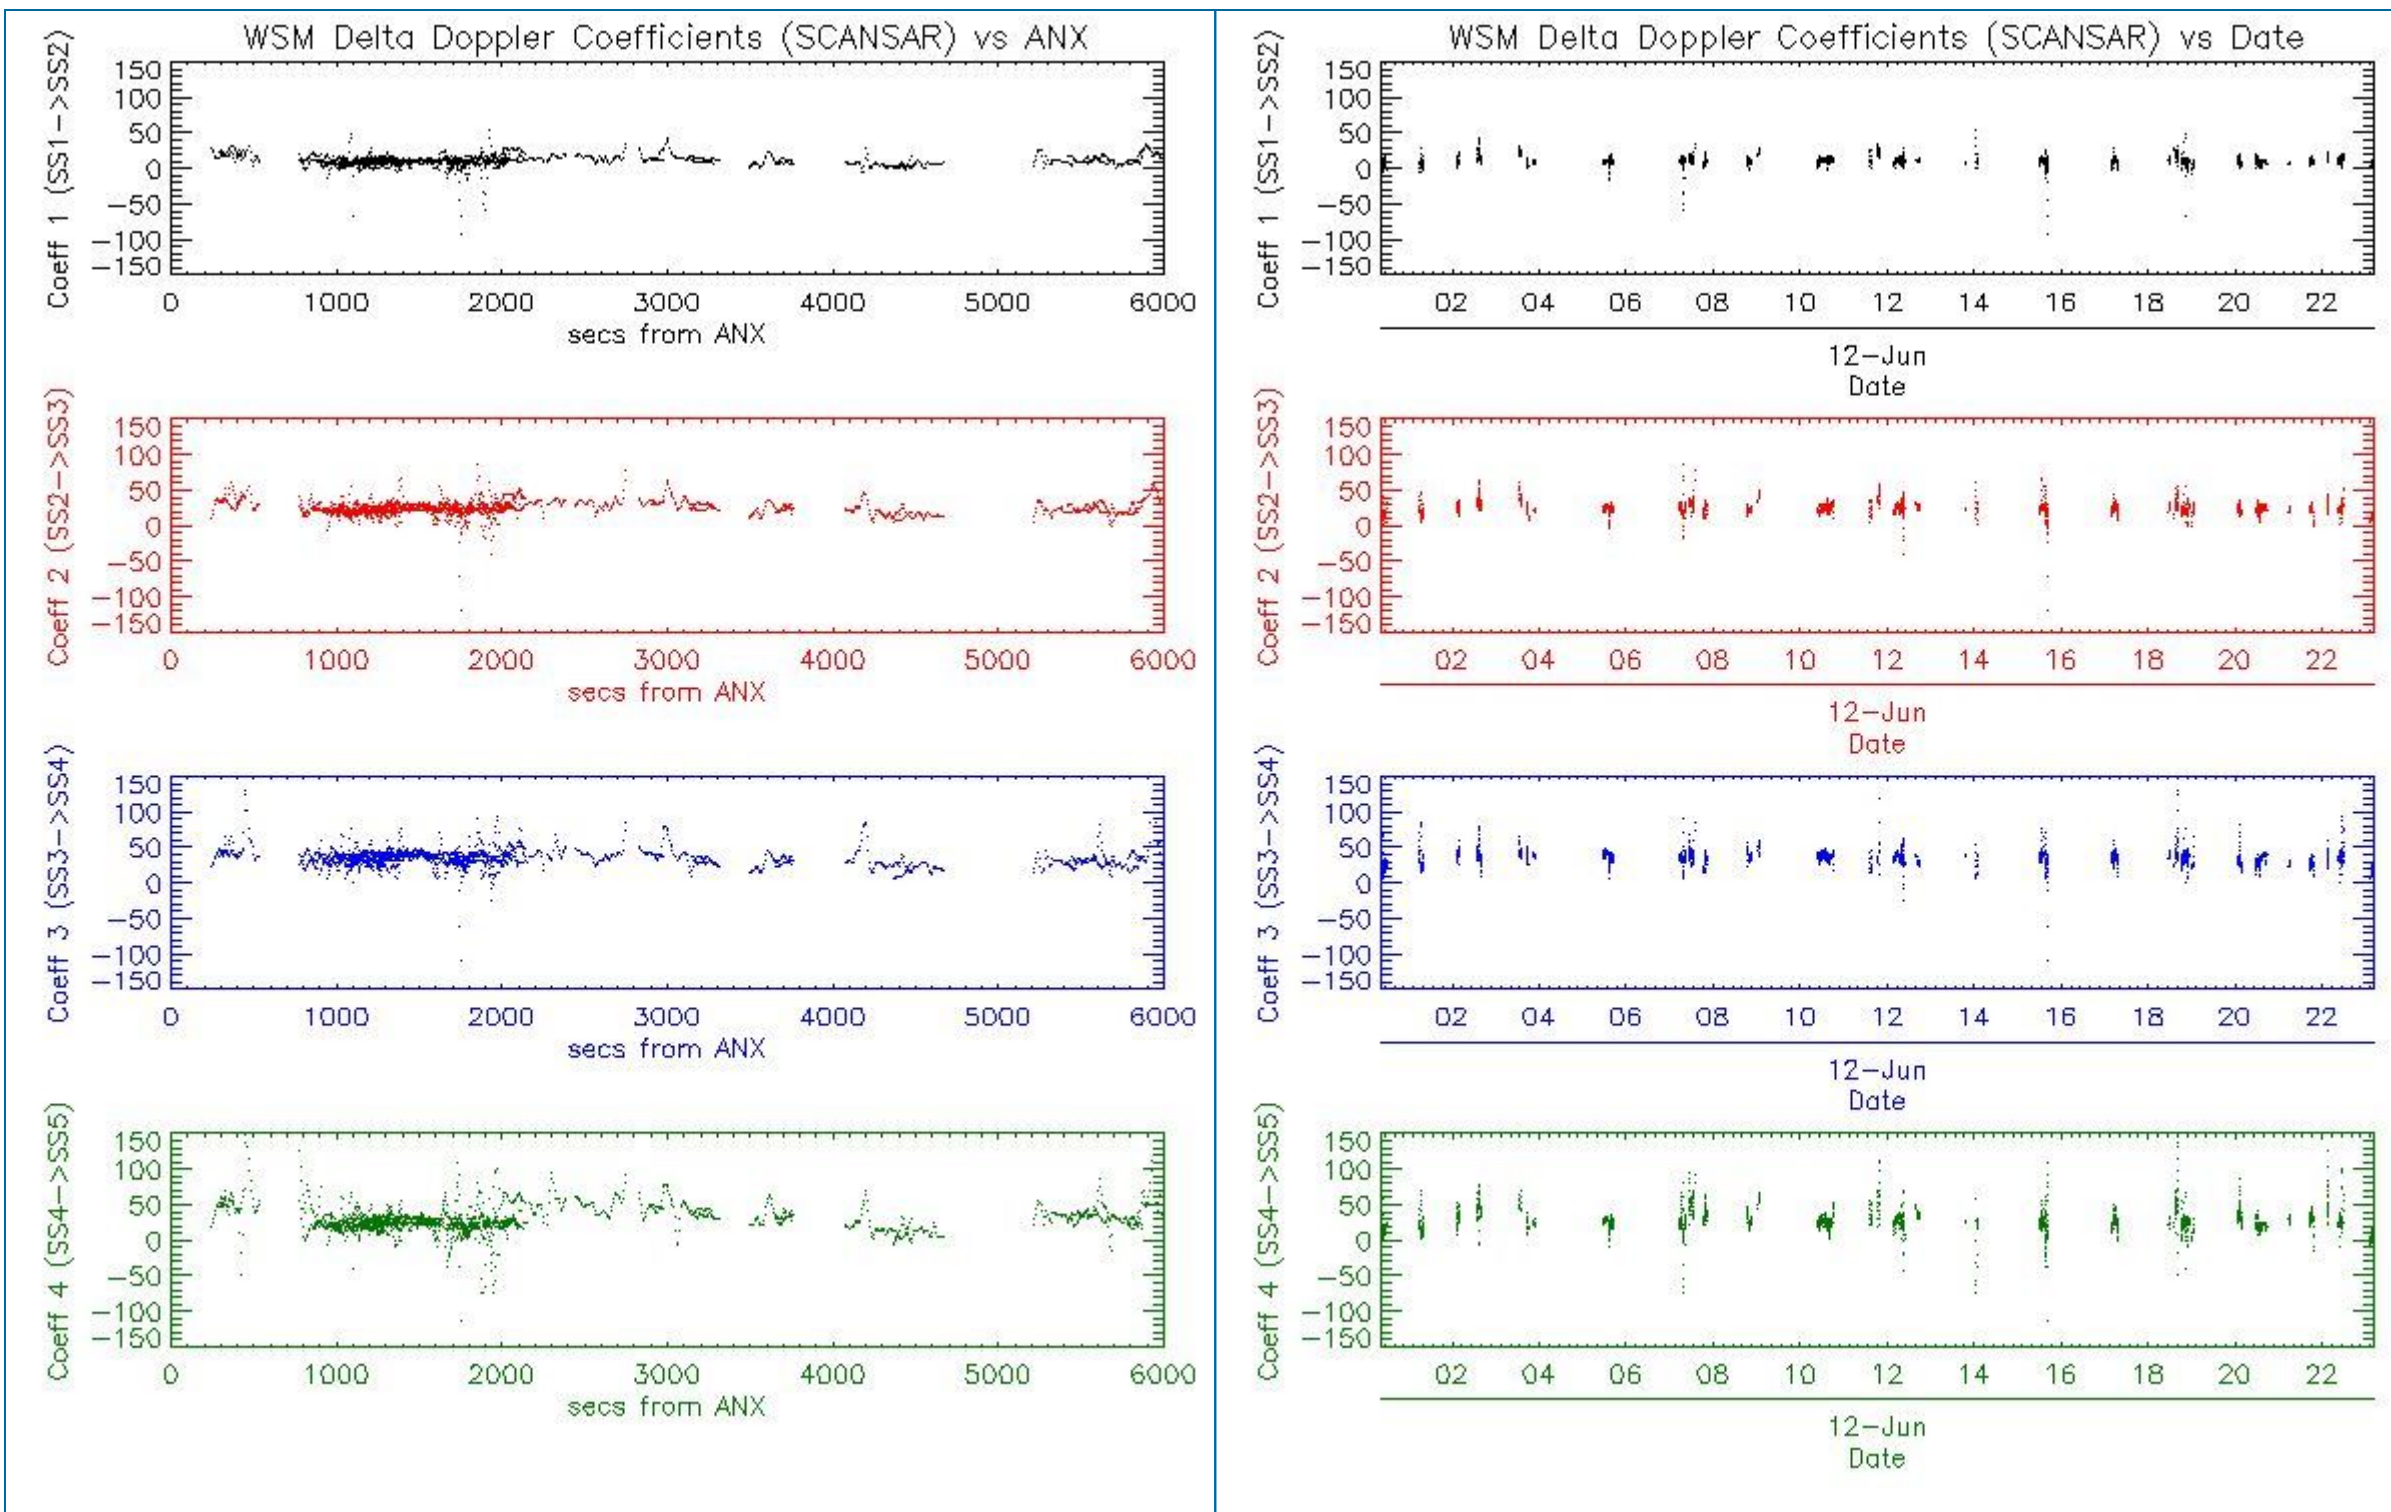 WSM Delta Doppler Coefficients (SCANSAR) vs ANX
Coeff 1 (SS1->SS2)
150
100
50
0
-50
-100
-150
0 1000 2000 3000 4000 5000 6000
secs from ANX
Coeff 2 (SS2->SS3)
150
100
50
0
-50
-100
-150
0 1000 2000 3000 4000 5000 6000
secs from ANX
Coeff 3 (SS3->SS4)
150
100
50
0
-50
-100
-150
0 1000 2000 3000 4000 5000 6000
secs from ANX
Coeff 4 (SS4->SS5)
150
100
50
0
-50
-100
-150
0 1000 2000 3000 4000 5000 6000
secs from ANX
WSM Delta Doppler Coefficients (SCANSAR) vs Date
Coeff 1 (SS1->SS2)
150
100
50
0
-50
-100
-150
02 04 06 08 10 12 14 16 18 20 22
12-Jun
Date
Coeff 2 (SS2->SS3)
150
100
50
0
-50
-100
-150
02 04 06 08 10 12 14 16 18 20 22
12-Jun
Date
Coeff 3 (SS3->SS4)
150
100
50
0
-50
-100
-150
02 04 06 08 10 12 14 16 18 20 22
12-Jun
Date
Coeff 4 (SS4->SS5)
150
100
50
0
-50
-100
-150
02 04 06 08 10 12 14 16 18 20 22
12-Jun
Date